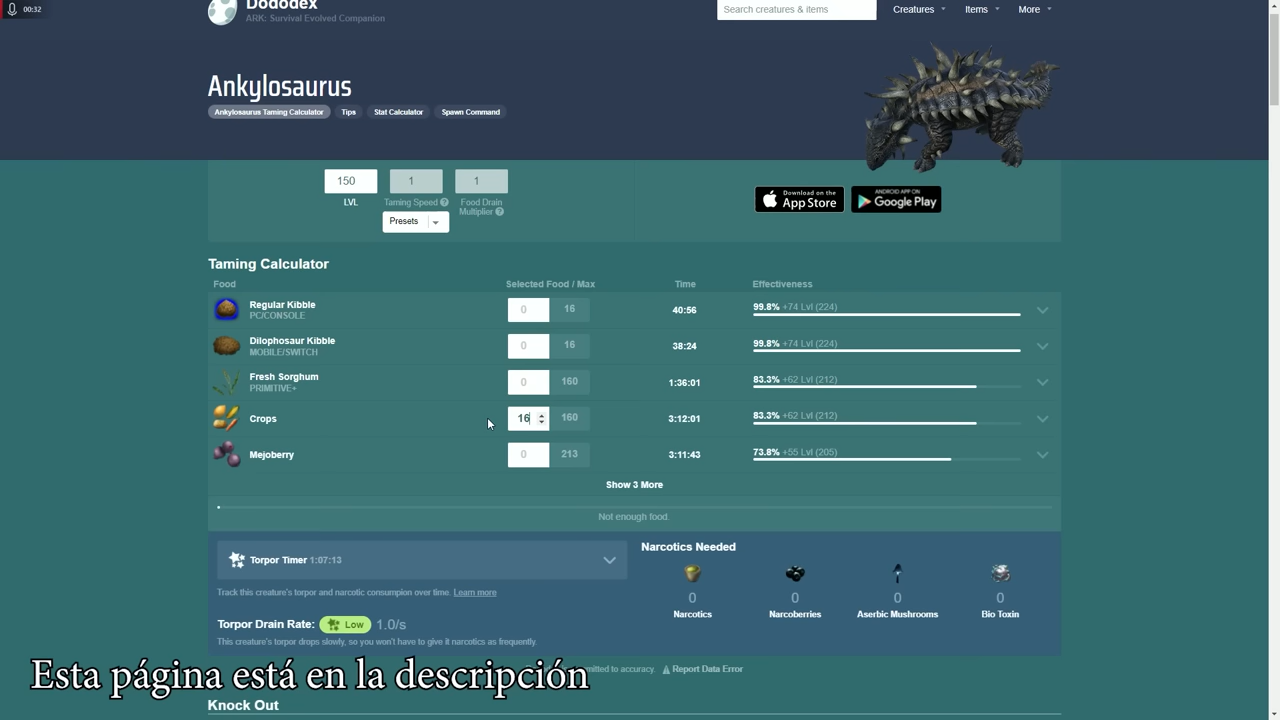 00:32
Dododex
ARK: Survival Evolved Companion
Search creatures & items
Creatures
Items
More
Ankylosaurus
Ankylosaurus Taming Calculator
Tips
Stat Calculator
Spawn Command
150
1
1
LVL
Taming Speed
Food Drain
Multiplier
Presets
Download on the
App Store
ANDROID APP ON
Google Play
Taming Calculator
Food
Selected Food / Max
Time
Effectiveness
Regular Kibble
PC/CONSOLE
0
16
40:56
99.8% +74 Lvl (224)
Dilophosaur Kibble
MOBILE/SWITCH
0
16
38:24
99.8% +74 Lvl (224)
Fresh Sorghum
PRIMITIVE+
0
160
1:36:01
83.3% +62 Lvl (212)
Crops
16
160
3:12:01
83.3% +62 Lvl (212)
Mejoberry
0
213
3:11:43
73.8% +55 Lvl (205)
Show 3 More
Not enough food.
Torpor Timer 1:07:13
Track this creature's torpor and narcotic consumpion over time. Learn more
Torpor Drain Rate: Low 1.0/s
This creature's torpor drops slowly, so you won't have to give it narcotics as frequently.
Narcotics Needed
0
Narcotics
0
Narcoberries
0
Aserbic Mushrooms
0
Bio Toxin
mitted to accuracy. Report Data Error
Esta página está en la descripción
Knock Out